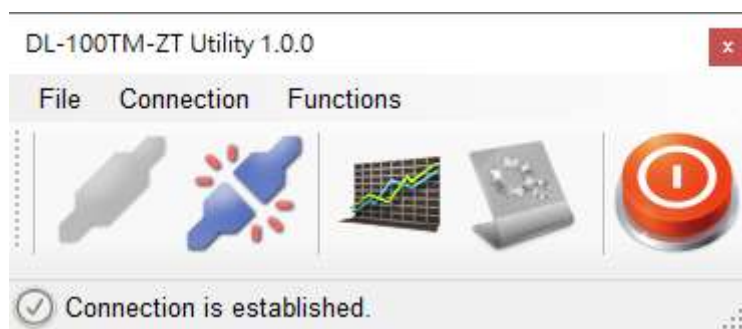 DL-100TM-ZT Utility 1.0.0
x
File Connection Functions
Connection is established.